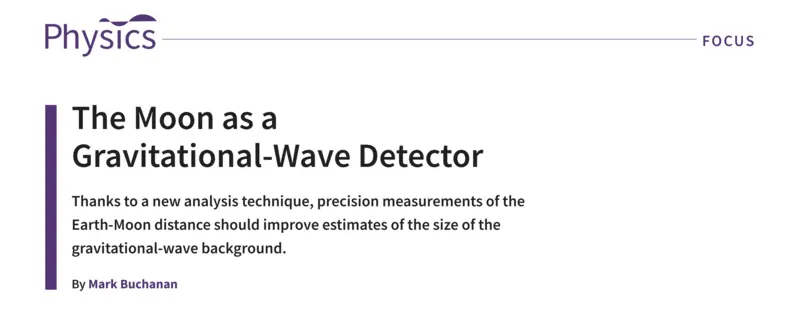 Physics
FOCUS
The Moon as a
Gravitational-Wave Detector
Thanks to a new analysis technique, precision measurements of the
Earth-Moon distance should improve estimates of the size of the
gravitational-wave background.
By Mark Buchanan